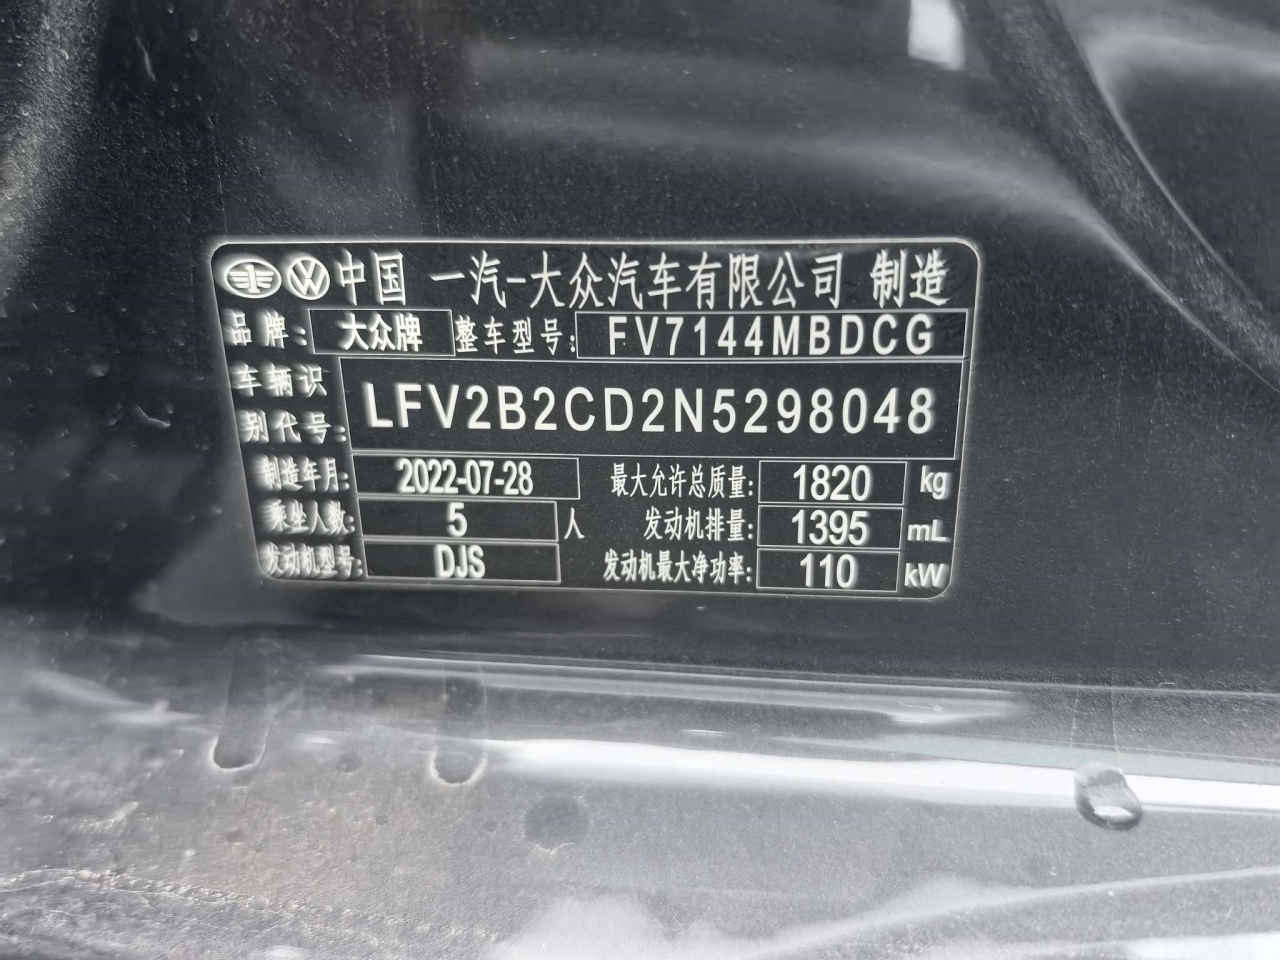 中国 一汽-大众汽车有限公司 制造
品牌: 大众牌 整车型号: FV7144MBDCG
车辆识别代号: LFV2B2CD2N5298048
制造年月: 2022-07-28 最大允许总质量: 1820 kg
乘坐人数: 5 人 发动机排量: 1395 mL
发动机型号: DJS 发动机最大净功率: 110 kW